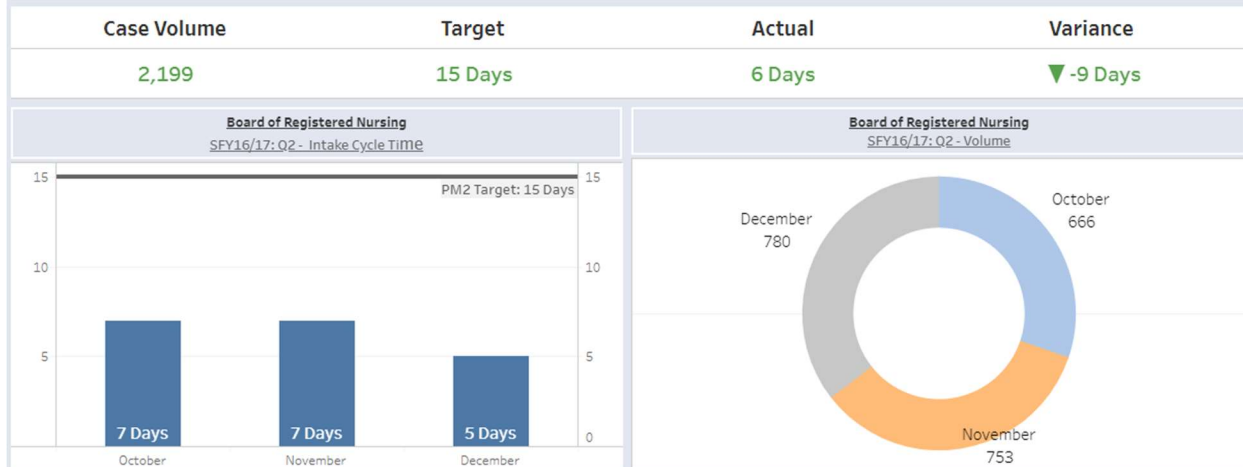 Case Volume Target Actual Variance
2,199 15 Days 6 Days ▼ -9 Days
Board of Registered Nursing
SFY16/17: Q2 - Intake Cycle Time
15 15
PM2 Target: 15 Days
10 10
5 5
7 Days 7 Days 5 Days 0
October November December
Board of Registered Nursing
SFY16/17: Q2 - Volume
October
666
December
780
November
753